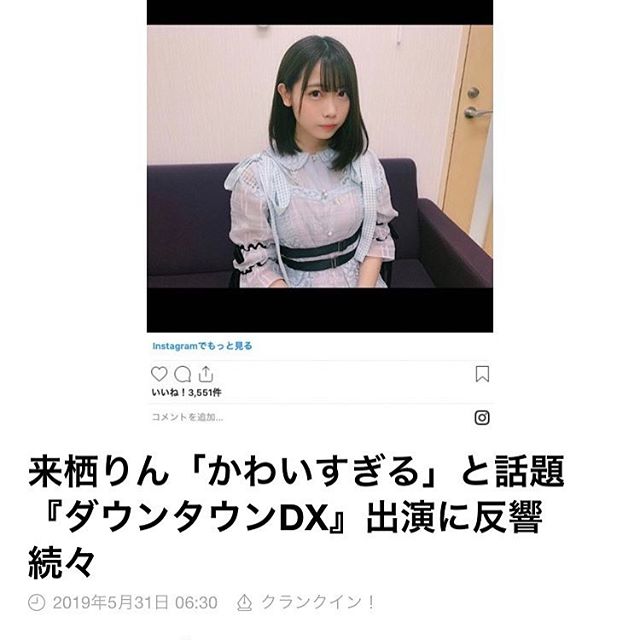 Instagramでもっと見る
いいね！3,551件
コメントを追加...
来栖りん「かわいすぎる」と話題
『ダウンタウンDX』出演に反響
続々
2019年5月31日 06:30 クランクイン！